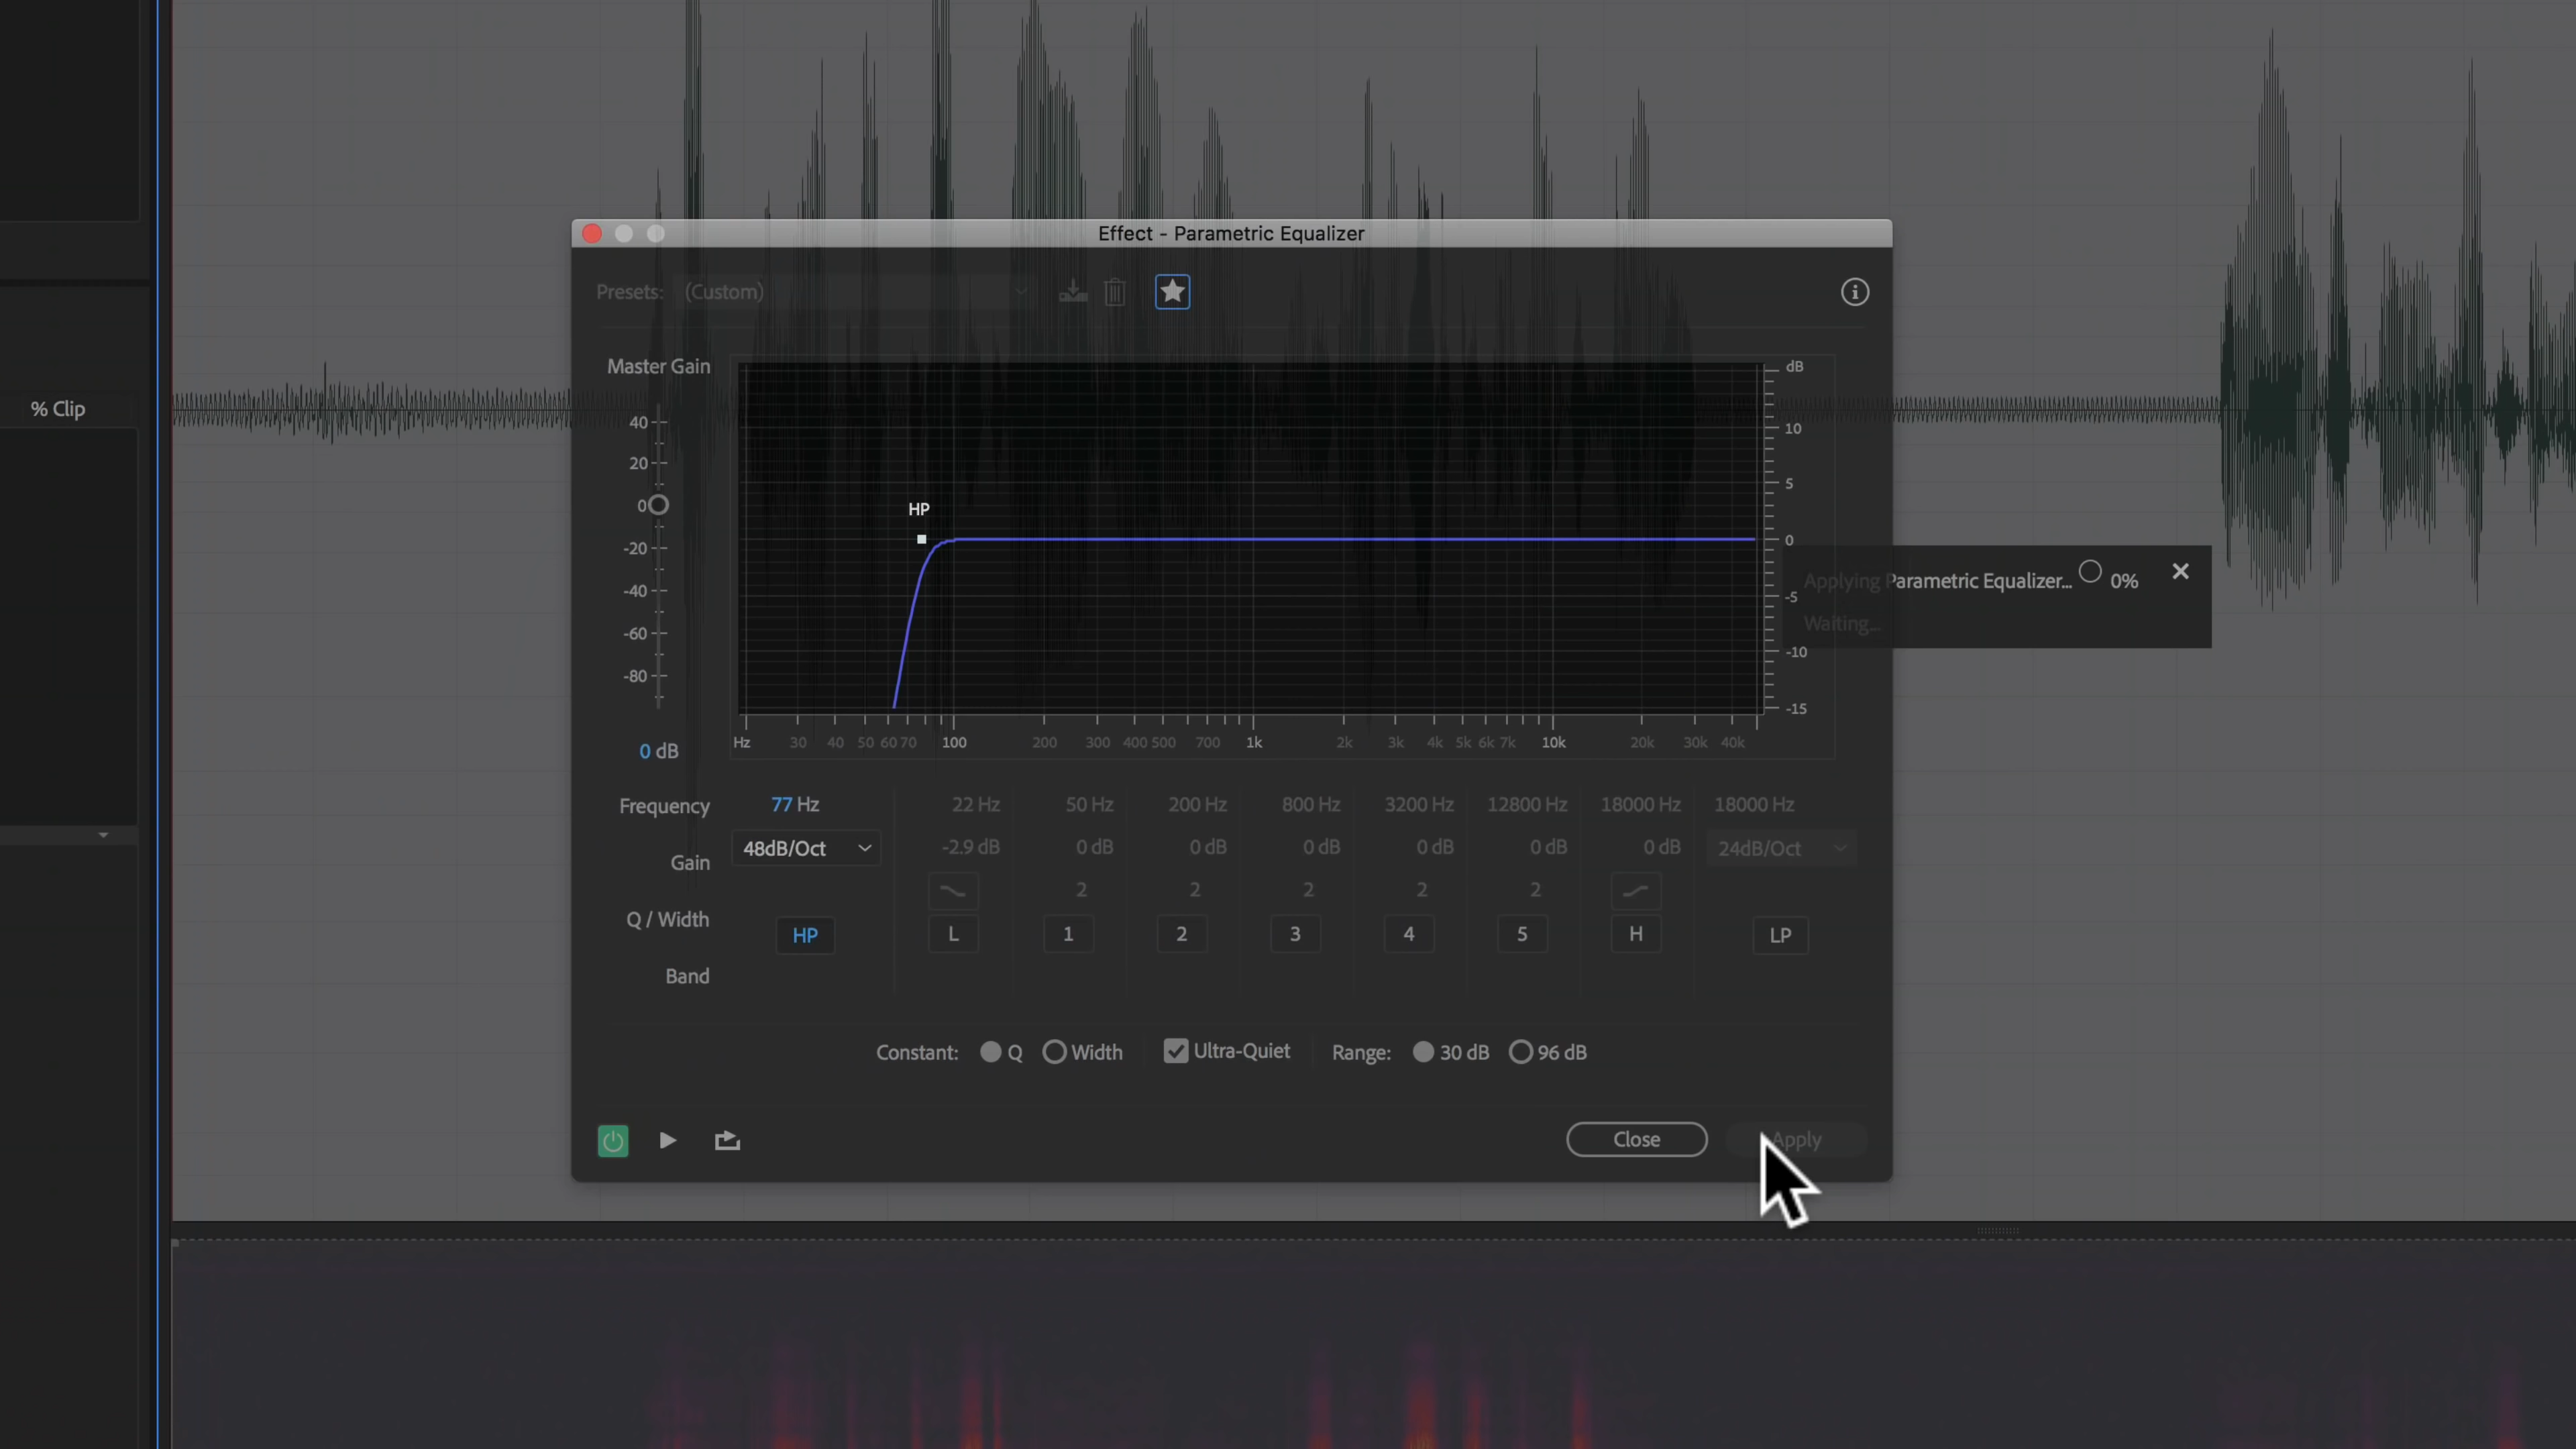 Effect - Parametric Equalizer
Presets: (Custom)
Master Gain
dB
% Clip
40
10
20
5
HP
0
0
-20
Applying Parametric Equalizer... 0%
-40
-5
Waiting...
-60
-10
-80
-15
Hz 30 40 50 60 70 100 200 300 400 500 700 1k 2k 3k 4k 5k 6k 7k 10k 20k 30k 40k
0 dB
Frequency 77 Hz 22 Hz 50 Hz 200 Hz 800 Hz 3200 Hz 12800 Hz 18000 Hz 18000 Hz
48dB/Oct -2.9 dB 0 dB 0 dB 0 dB 0 dB 0 dB 0 dB 24dB/Oct
Gain
2 2 2 2 2
Q / Width
HP L 1 2 3 4 5 H LP
Band
Constant: Q Width Ultra-Quiet Range: 30 dB 96 dB
Close Apply